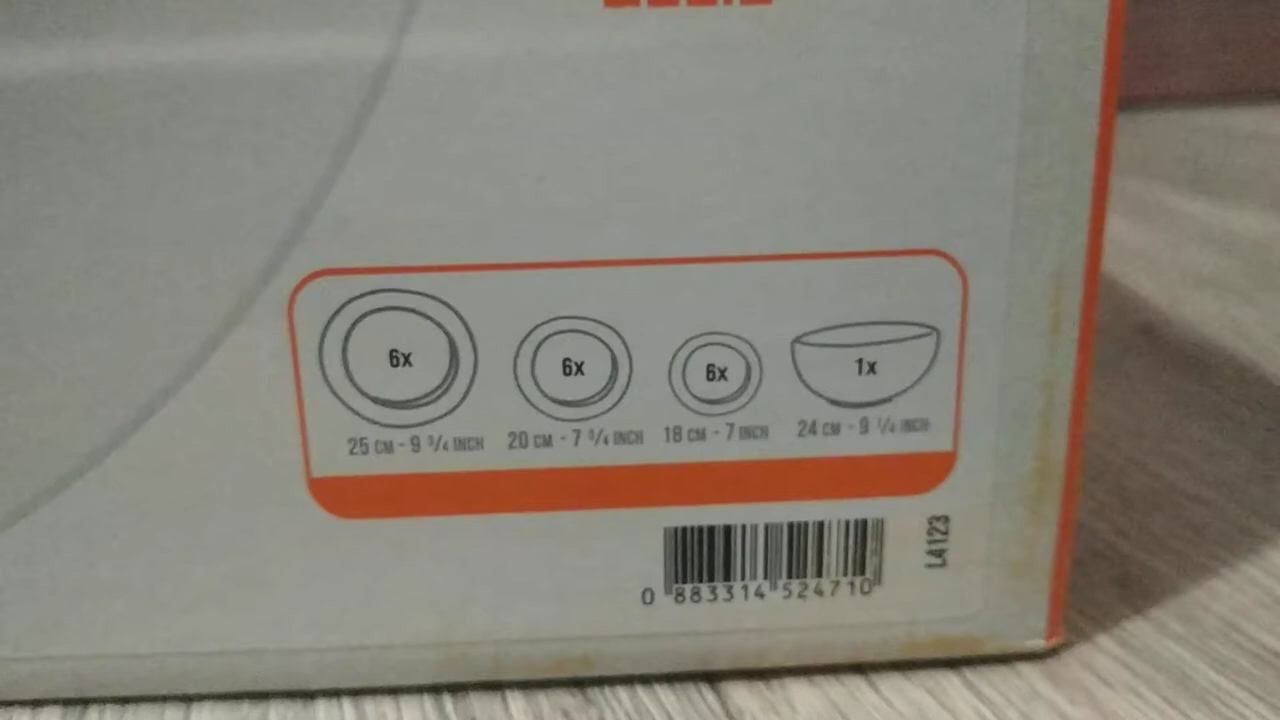 6x
6x
6x
1x
25 CM - 9 3/4 INCH
20 CM - 7 3/4 INCH
18 CM - 7 INCH
24 CM - 9 1/4 INCH
L4123
0 883314 524710